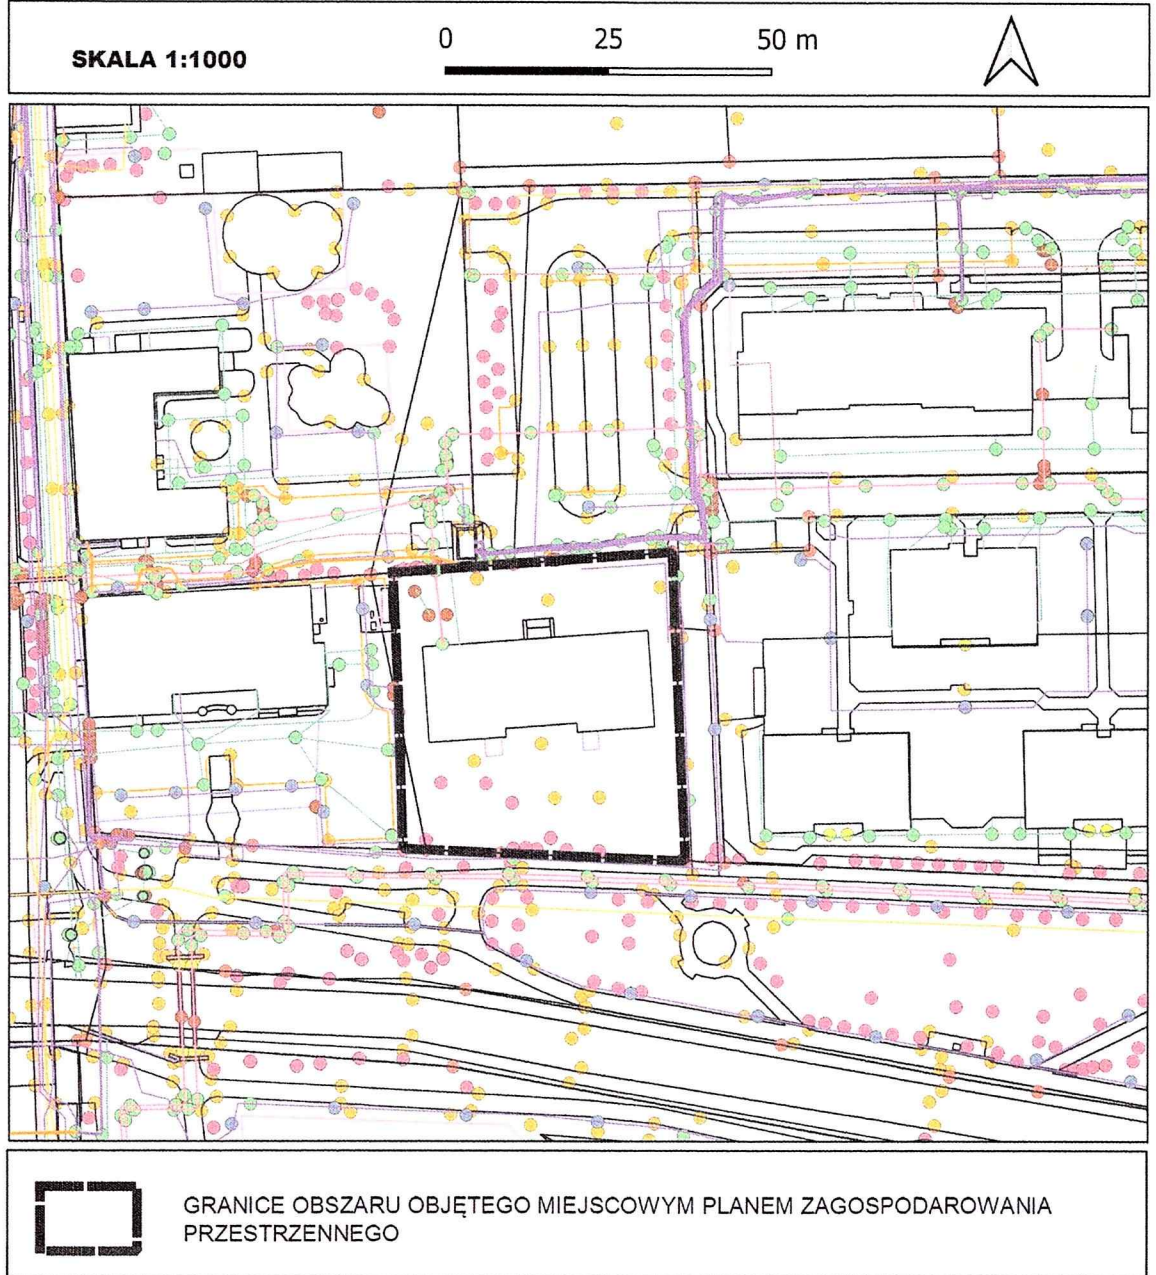 SKALA 1:1000
0 25 50 m
GRANICE OBSZARU OBJĘTEGO MIEJSCOWYM PLANEM ZAGOSPODAROWANIA
PRZESTRZENNEGO